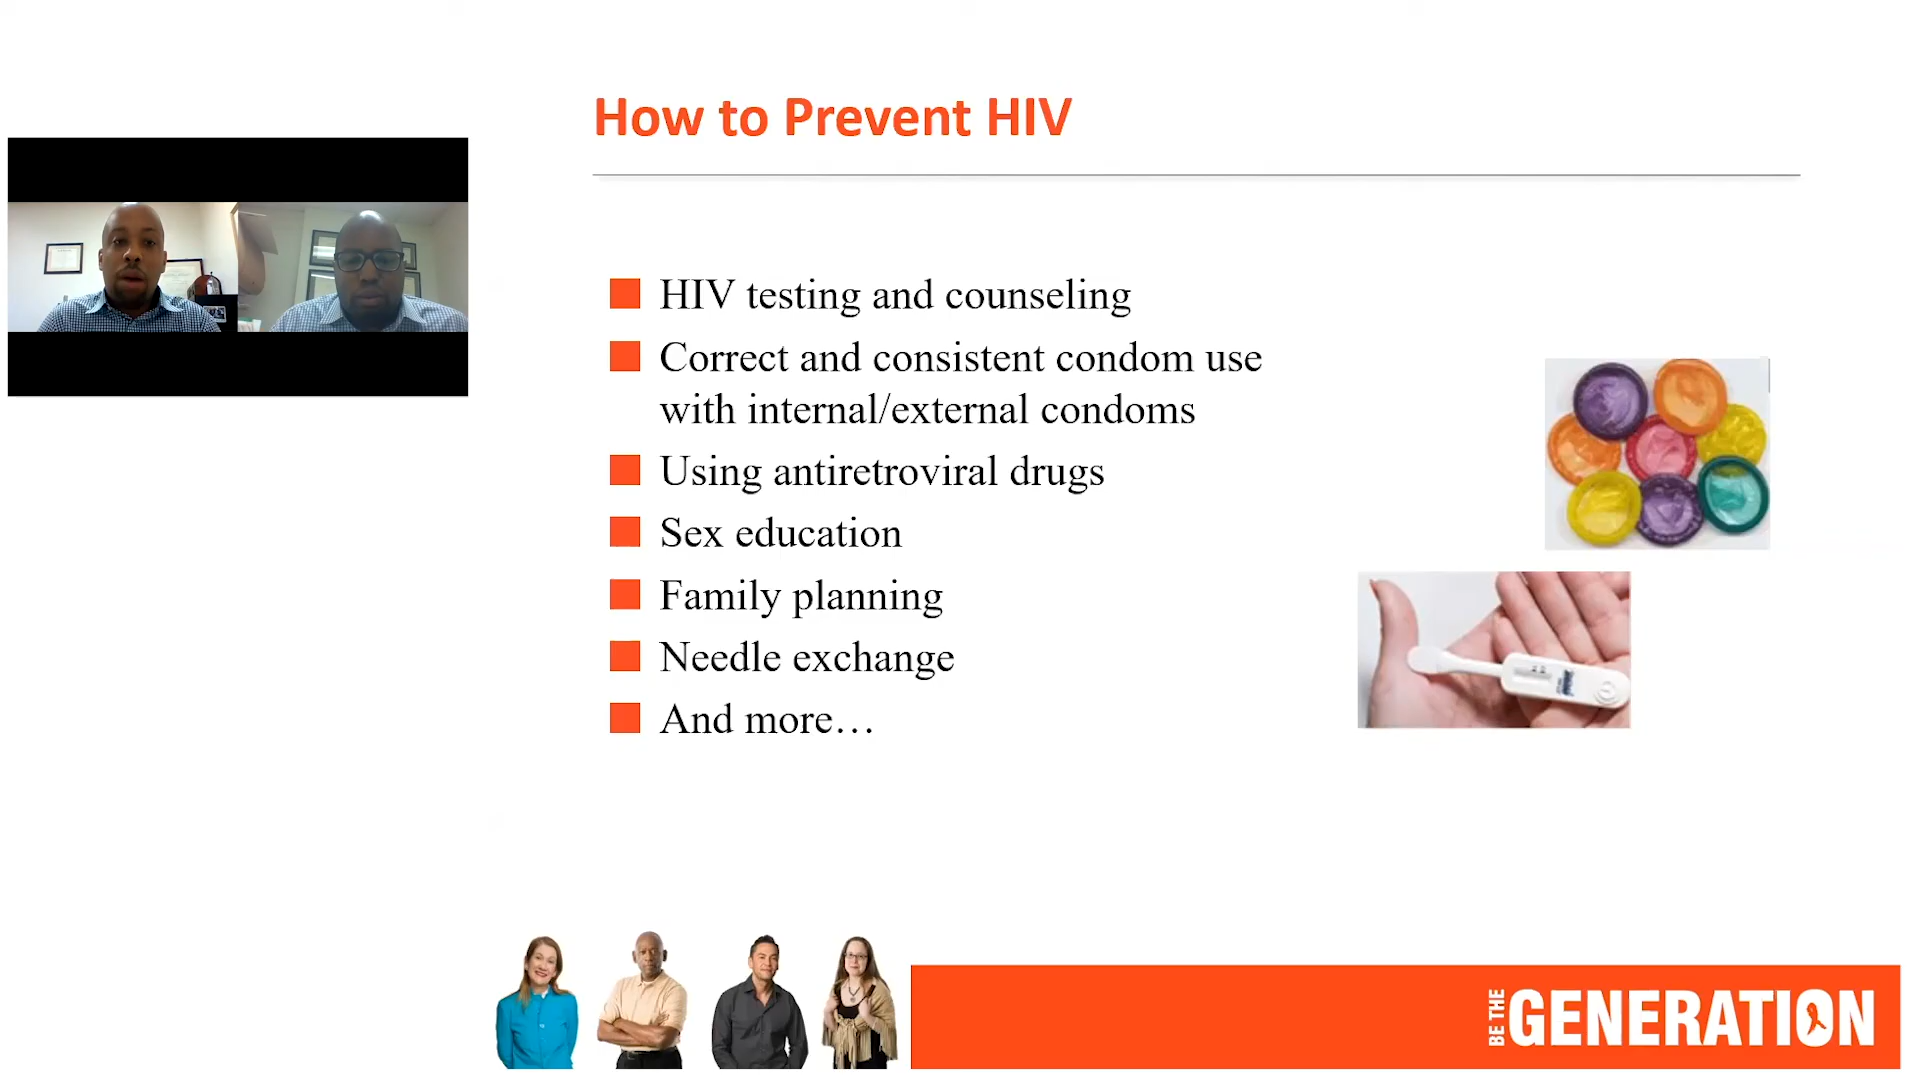 How to Prevent HIV
HIV testing and counseling
Correct and consistent condom use
with internal/external condoms
Using antiretroviral drugs
Sex education
Family planning
Needle exchange
And more…
BE THE
GENERATION